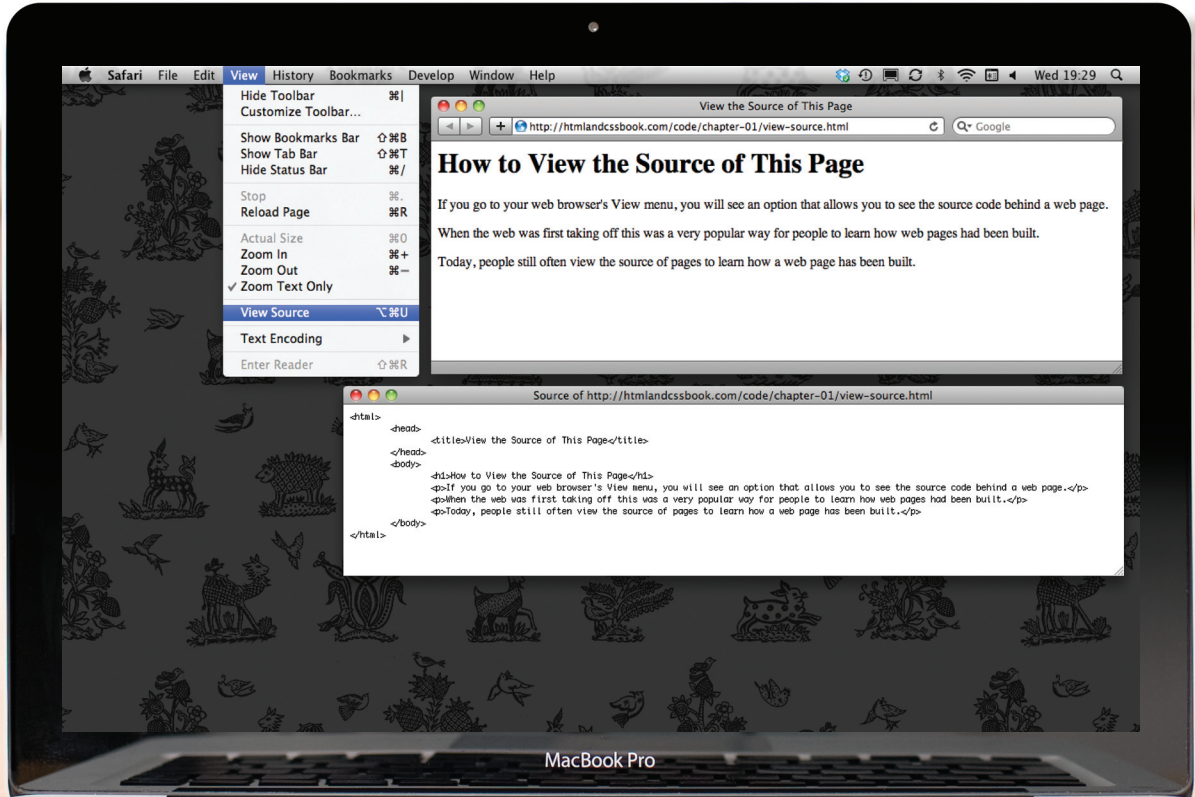 Safari File Edit View History Bookmarks Develop Window Help Wed 19:29
Hide Toolbar ⌘|
Customize Toolbar...
Show Bookmarks Bar ⇧⌘B
Show Tab Bar ⇧⌘T
Hide Status Bar ⌘/
Stop ⌘.
Reload Page ⌘R
Actual Size ⌘0
Zoom In ⌘+
Zoom Out ⌘–
✓ Zoom Text Only
View Source ⌥⌘U
Text Encoding ▶
Enter Reader ⇧⌘R
View the Source of This Page
http://htmlandcssbook.com/code/chapter-01/view-source.html Google
How to View the Source of This Page
If you go to your web browser's View menu, you will see an option that allows you to see the source code behind a web page.
When the web was first taking off this was a very popular way for people to learn how web pages had been built.
Today, people still often view the source of pages to learn how a web page has been built.
Source of http://htmlandcssbook.com/code/chapter-01/view-source.html
<html>
<head>
<title>View the Source of This Page</title>
</head>
<body>
<h1>How to View the Source of This Page</h1>
<p>If you go to your web browser's View menu, you will see an option that allows you to see the source code behind a web page.</p>
<p>When the web was first taking off this was a very popular way for people to learn how web pages had been built.</p>
<p>Today, people still often view the source of pages to learn how a web page has been built.</p>
</body>
</html>
MacBook Pro